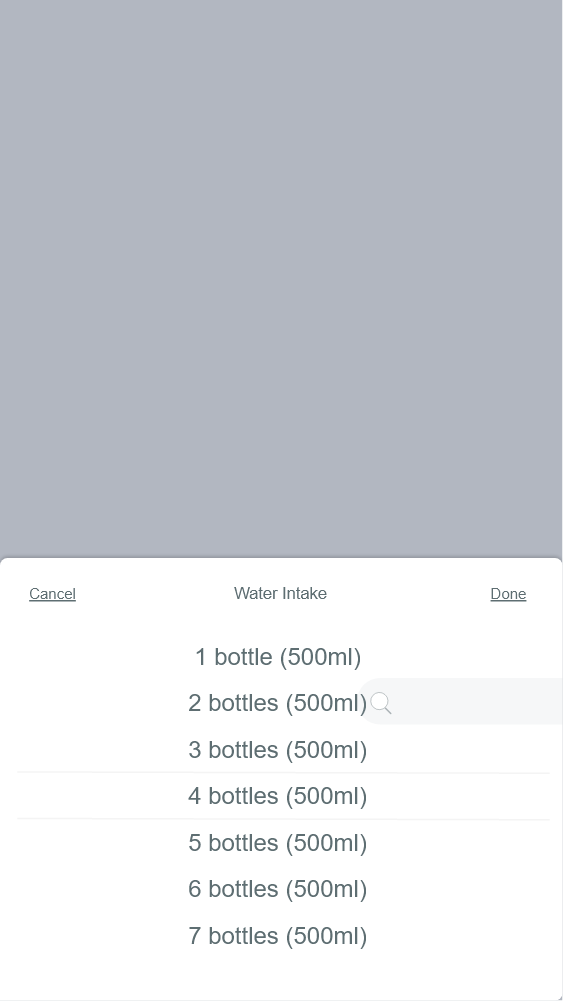 Cancel Water Intake Done
1 bottle (500ml)
2 bottles (500ml)
3 bottles (500ml)
4 bottles (500ml)
5 bottles (500ml)
6 bottles (500ml)
7 bottles (500ml)